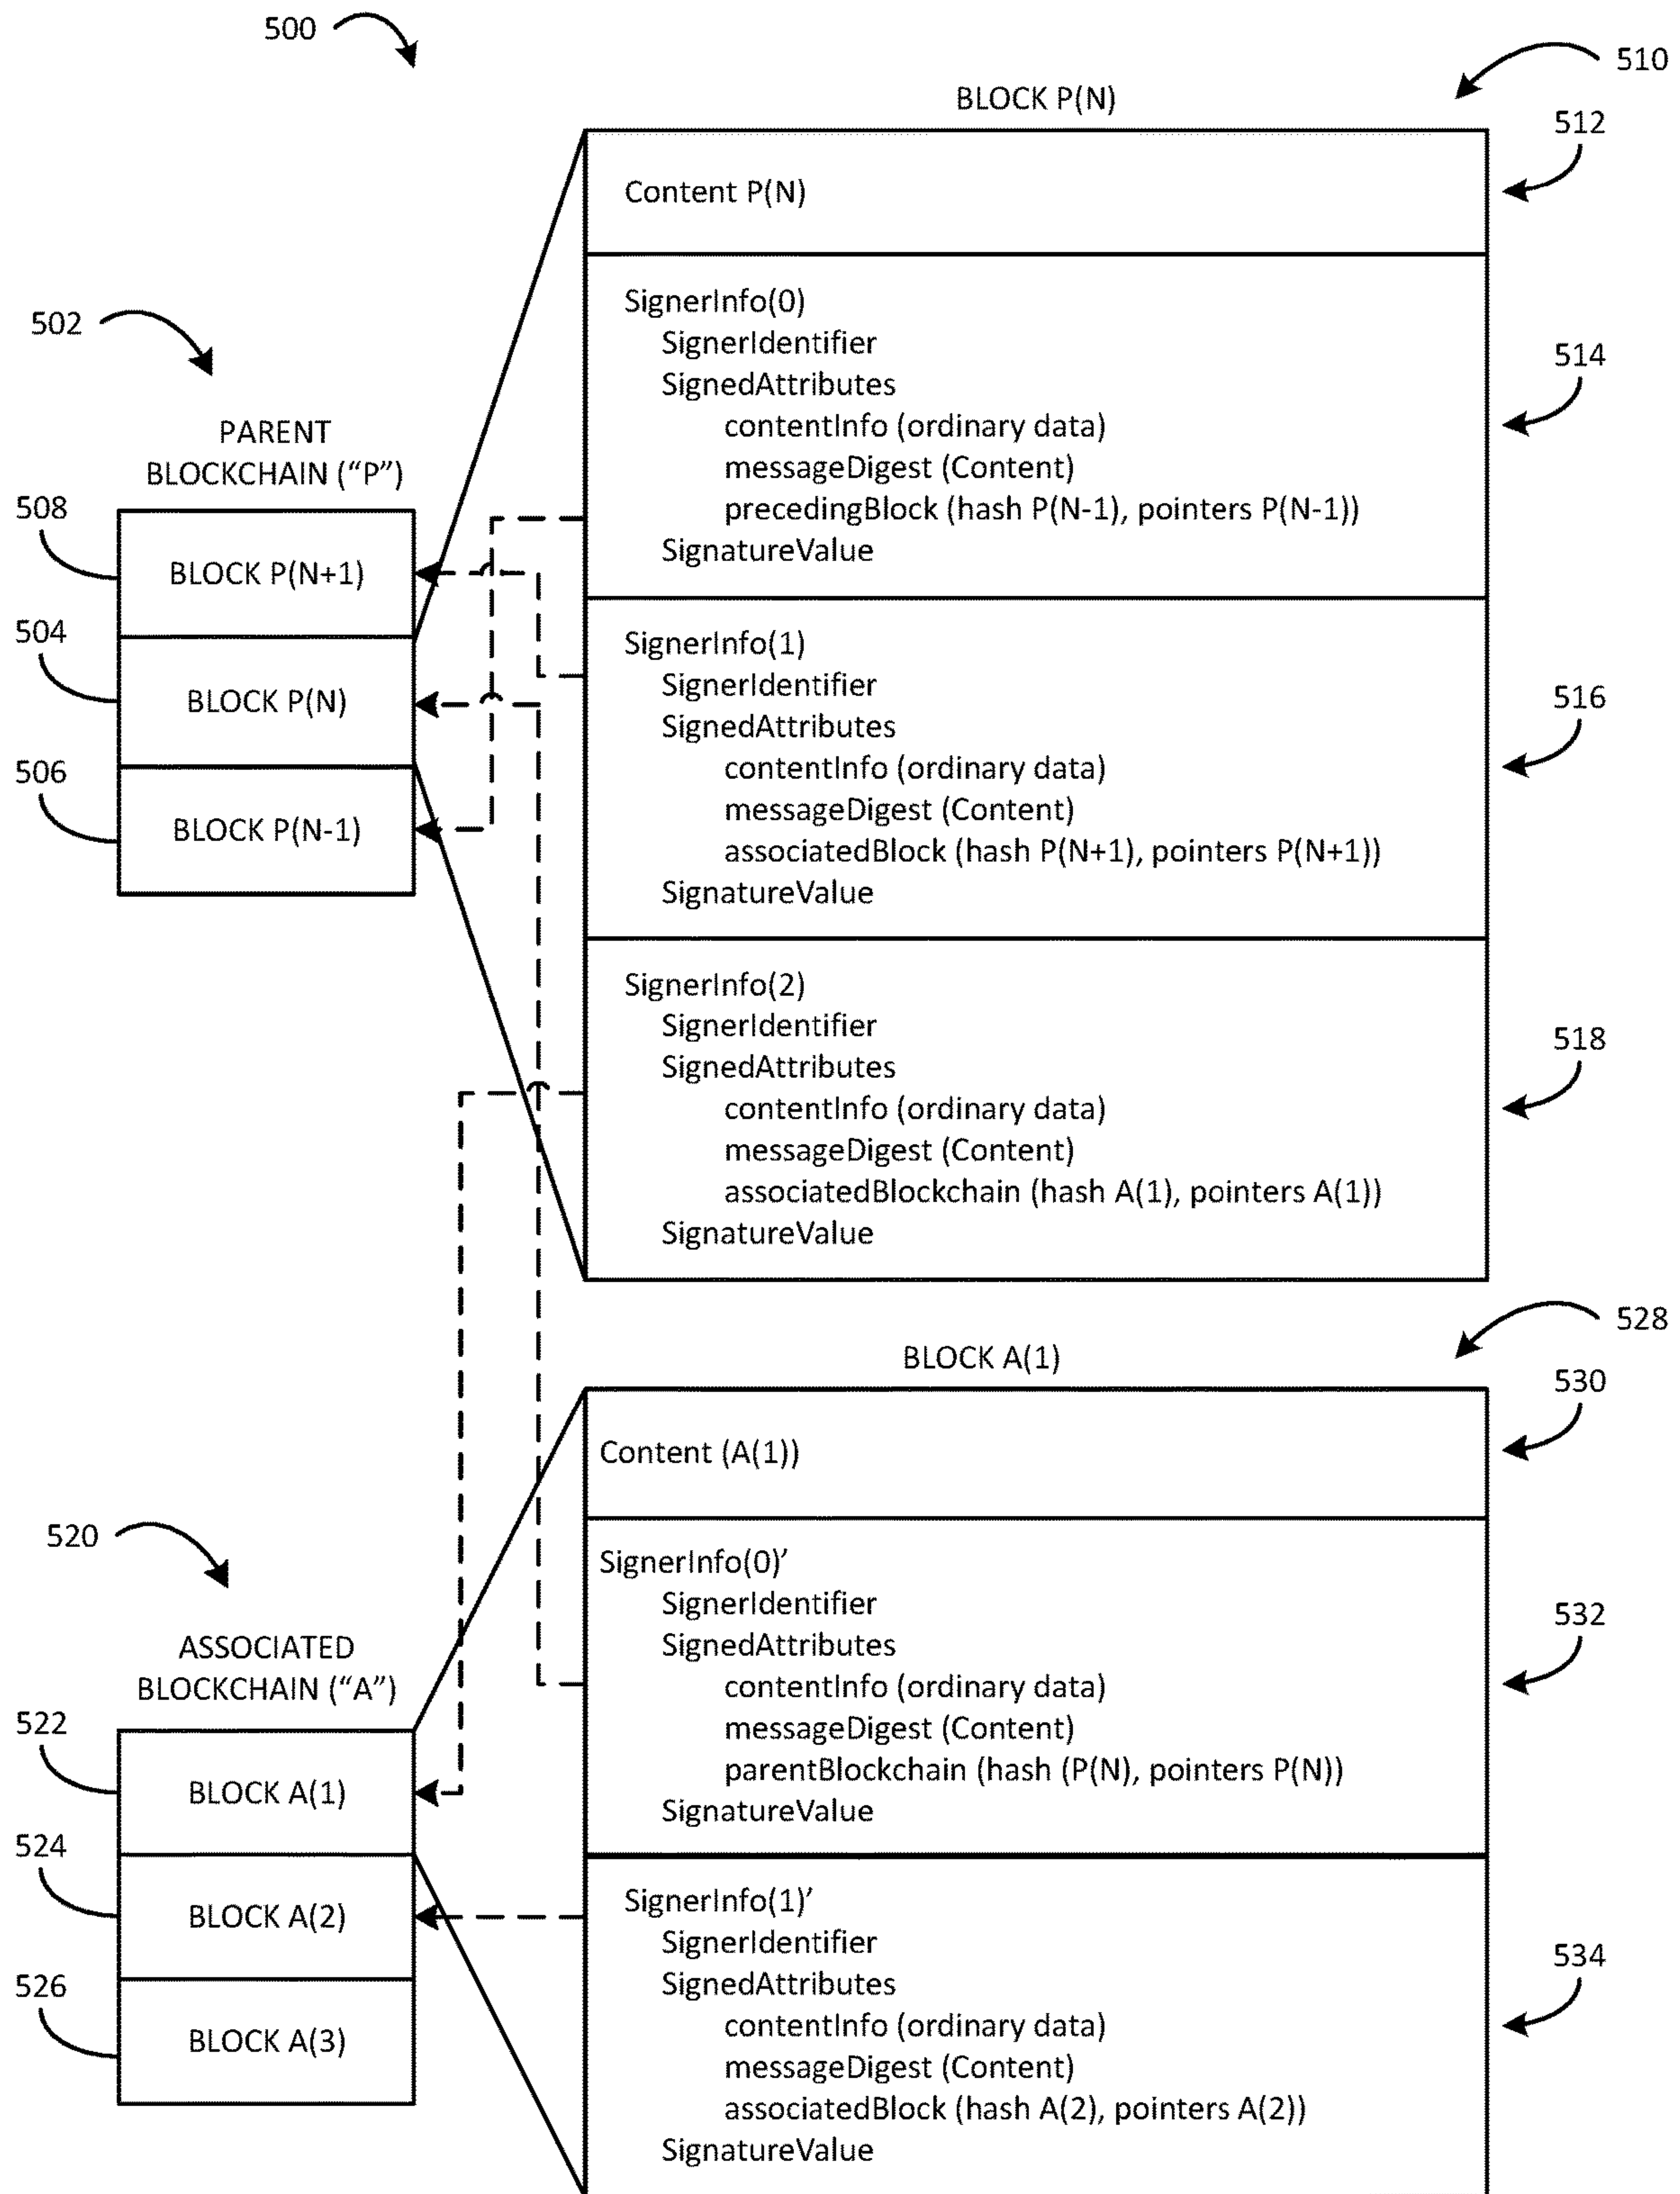 500
510
BLOCK P(N)
512
Content P(N)
SignerInfo(0)
SignerIdentifier
SignedAttributes
contentInfo (ordinary data)
messageDigest (Content)
precedingBlock (hash P(N-1), pointers P(N-1))
SignatureValue
514
502
PARENT
BLOCKCHAIN (“P”)
508
BLOCK P(N+1)
504
BLOCK P(N)
506
BLOCK P(N-1)
SignerInfo(1)
SignerIdentifier
SignedAttributes
contentInfo (ordinary data)
messageDigest (Content)
associatedBlock (hash P(N+1), pointers P(N+1))
SignatureValue
516
SignerInfo(2)
SignerIdentifier
SignedAttributes
contentInfo (ordinary data)
messageDigest (Content)
associatedBlockchain (hash A(1), pointers A(1))
SignatureValue
518
528
BLOCK A(1)
530
Content (A(1))
SignerInfo(0)’
SignerIdentifier
SignedAttributes
contentInfo (ordinary data)
messageDigest (Content)
parentBlockchain (hash (P(N), pointers P(N))
SignatureValue
532
520
ASSOCIATED
BLOCKCHAIN (“A”)
522
BLOCK A(1)
524
BLOCK A(2)
526
BLOCK A(3)
SignerInfo(1)’
SignerIdentifier
SignedAttributes
contentInfo (ordinary data)
messageDigest (Content)
associatedBlock (hash A(2), pointers A(2))
SignatureValue
534